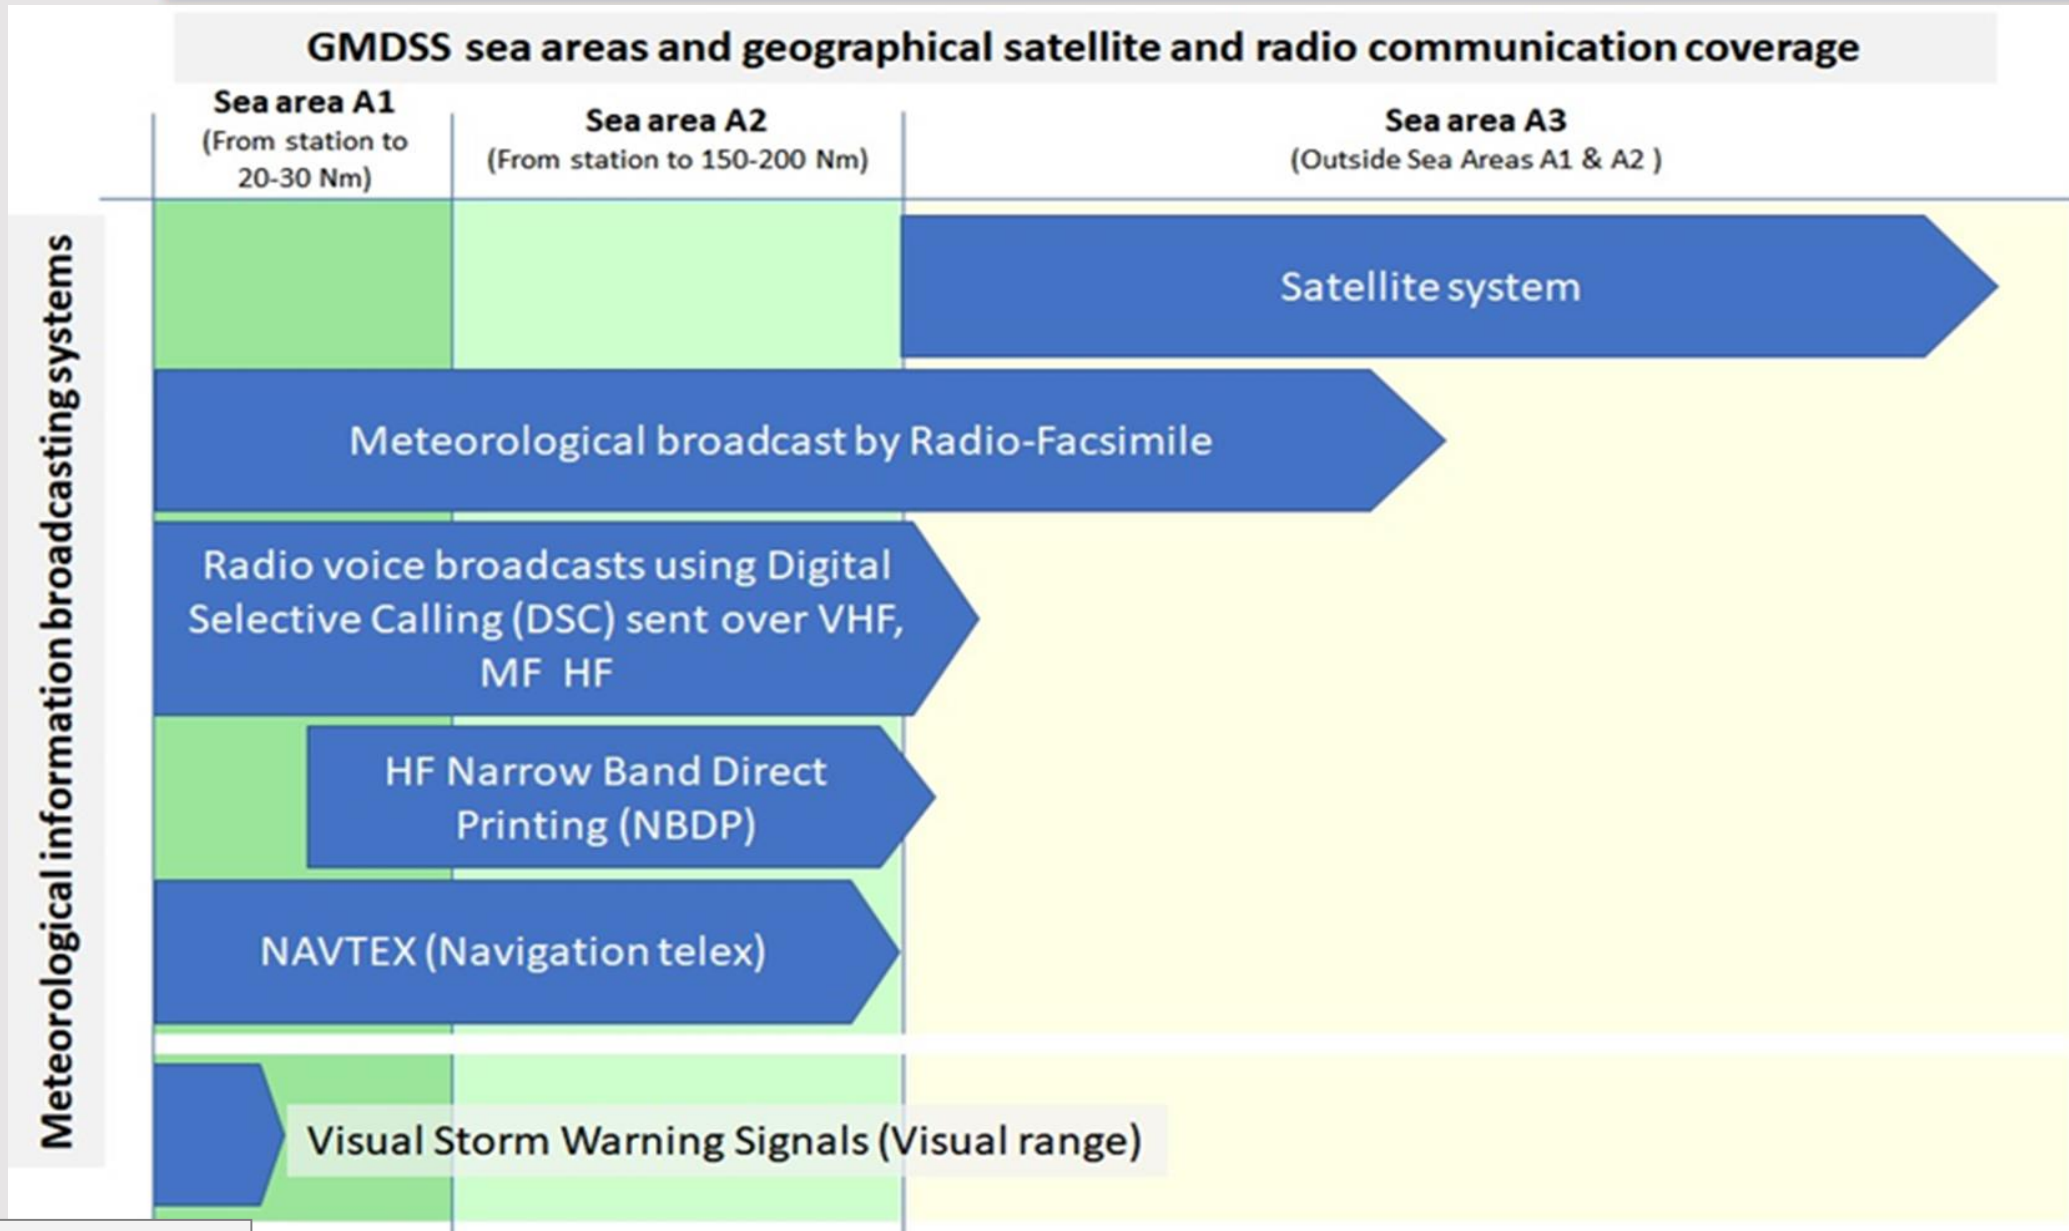 GMDSS sea areas and geographical satellite and radio communication coverage
Sea area A1
(From station to
20-30 Nm)
Sea area A2
(From station to 150-200 Nm)
Sea area A3
(Outside Sea Areas A1 & A2 )
Meteorological information broadcasting systems
Satellite system
Meteorological broadcast by Radio-Facsimile
Radio voice broadcasts using Digital
Selective Calling (DSC) sent over VHF,
MF HF
HF Narrow Band Direct
Printing (NBDP)
NAVTEX (Navigation telex)
Visual Storm Warning Signals (Visual range)